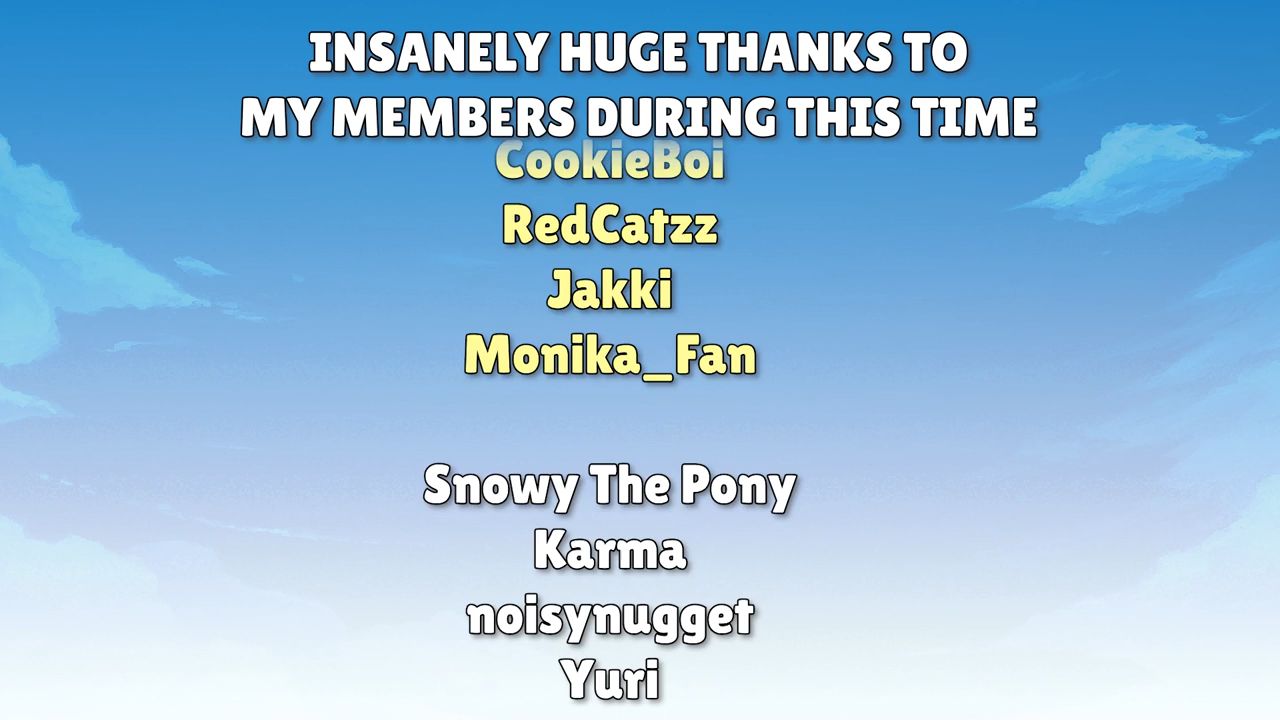 INSANELY HUGE THANKS TO
MY MEMBERS DURING THIS TIME
CookieBoi
RedCatzz
Jakki
Monika_Fan
Snowy The Pony
Karma
noisynugget
Yuri